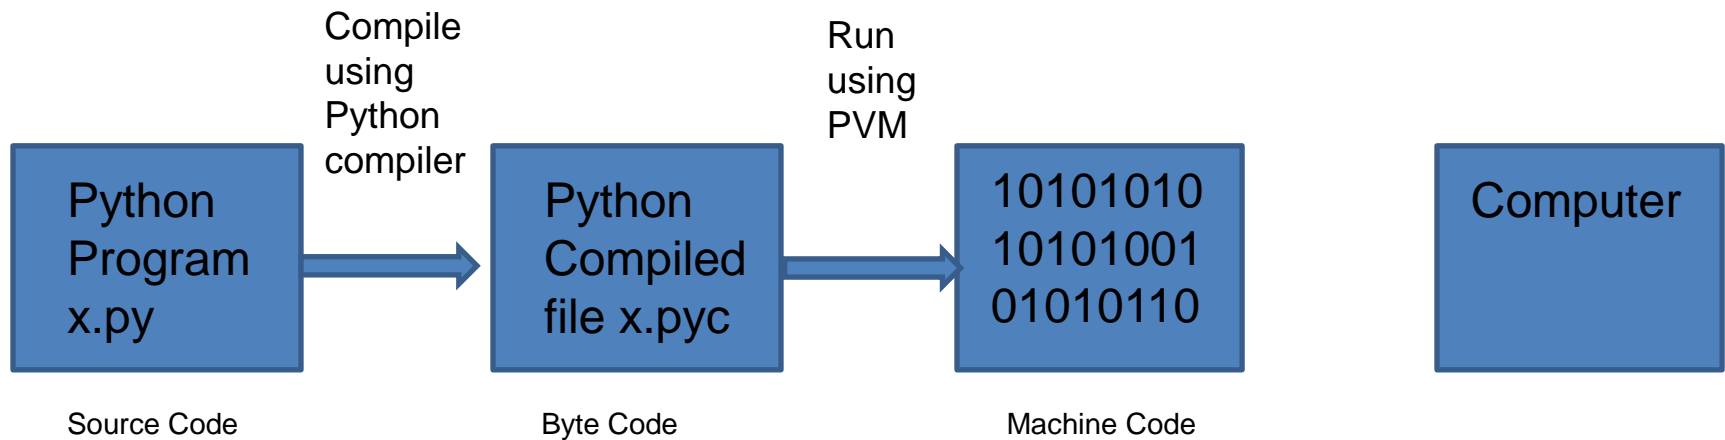 Compile
using
Python
compiler
Run
using
PVM
Python
Program
x.py
Python
Compiled
file x.pyc
10101010
10101001
01010110
Computer
Source Code
Byte Code
Machine Code